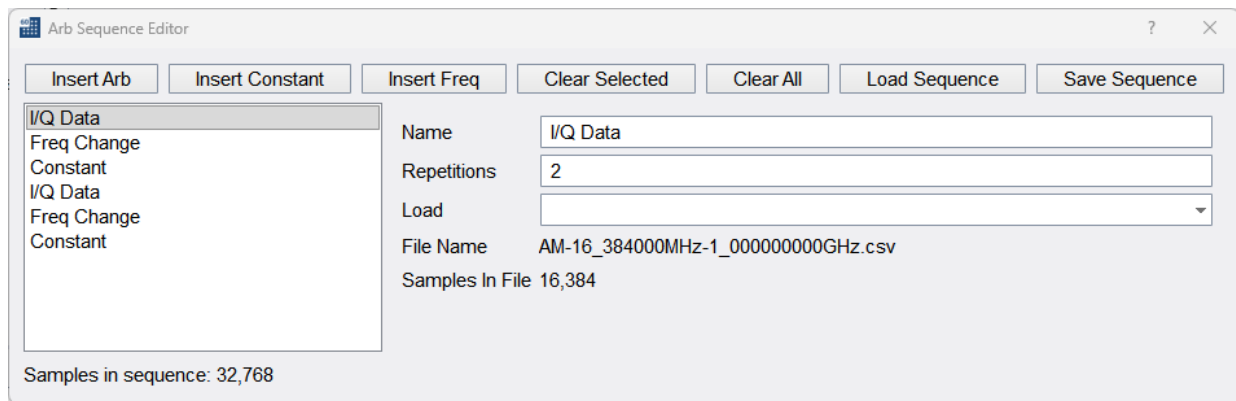 Arb Sequence Editor ?
Insert Arb Insert Constant Insert Freq Clear Selected Clear All Load Sequence Save Sequence
I/Q Data
Freq Change
Constant
I/Q Data
Freq Change
Constant
Name I/Q Data
Repetitions 2
Load
File Name AM-16_384000MHz-1_000000000GHz.csv
Samples In File 16,384
Samples in sequence: 32,768